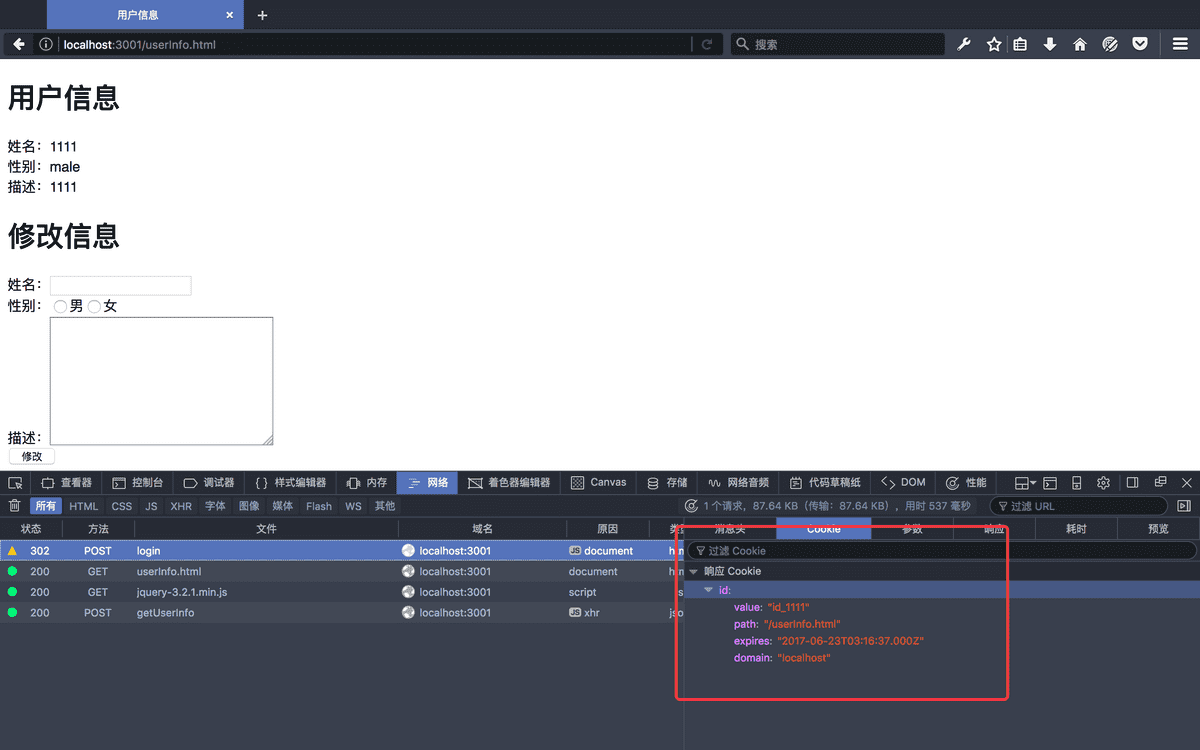 用户信息
localhost:3001/userInfo.html
搜索
用户信息
姓名：1111
性别：male
描述：1111
修改信息
姓名：
性别：男 女
描述：
修改
查看器 控制台 调试器 样式编辑器 内存 网络 着色器编辑器 Canvas 存储 网络音频 代码草稿纸 DOM 性能
所有 HTML CSS JS XHR 字体 图像 媒体 Flash WS 其他 1 个请求，87.64 KB（传输：87.64 KB），用时 537 毫秒 过滤 URL
状态 方法 文件 域名 原因 消息头 Cookie 参数 响应 耗时 预览
302 POST login localhost:3001 JS document
过滤 Cookie
200 GET userInfo.html localhost:3001 document
响应 Cookie
200 GET jquery-3.2.1.min.js localhost:3001 script
id:
200 POST getUserInfo localhost:3001 JS xhr
value: "id_1111"
path: "/userInfo.html"
expires: "2017-06-23T03:16:37.000Z"
domain: "localhost"